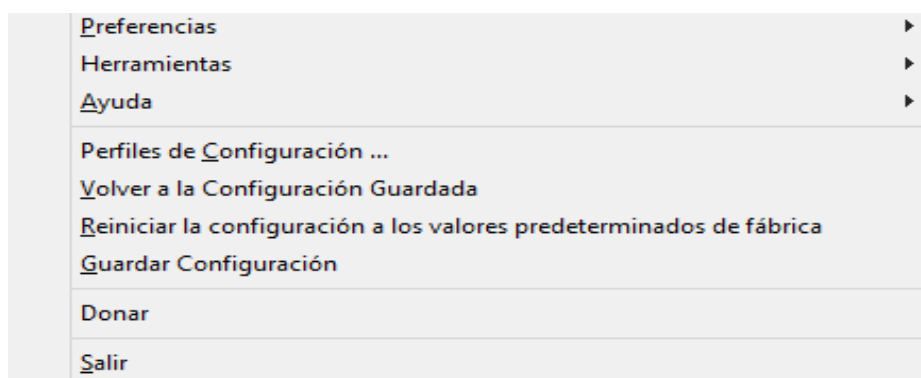 Preferencias
Herramientas
Ayuda
Perfiles de Configuración ...
Volver a la Configuración Guardada
Reiniciar la configuración a los valores predeterminados de fábrica
Guardar Configuración
Donar
Salir